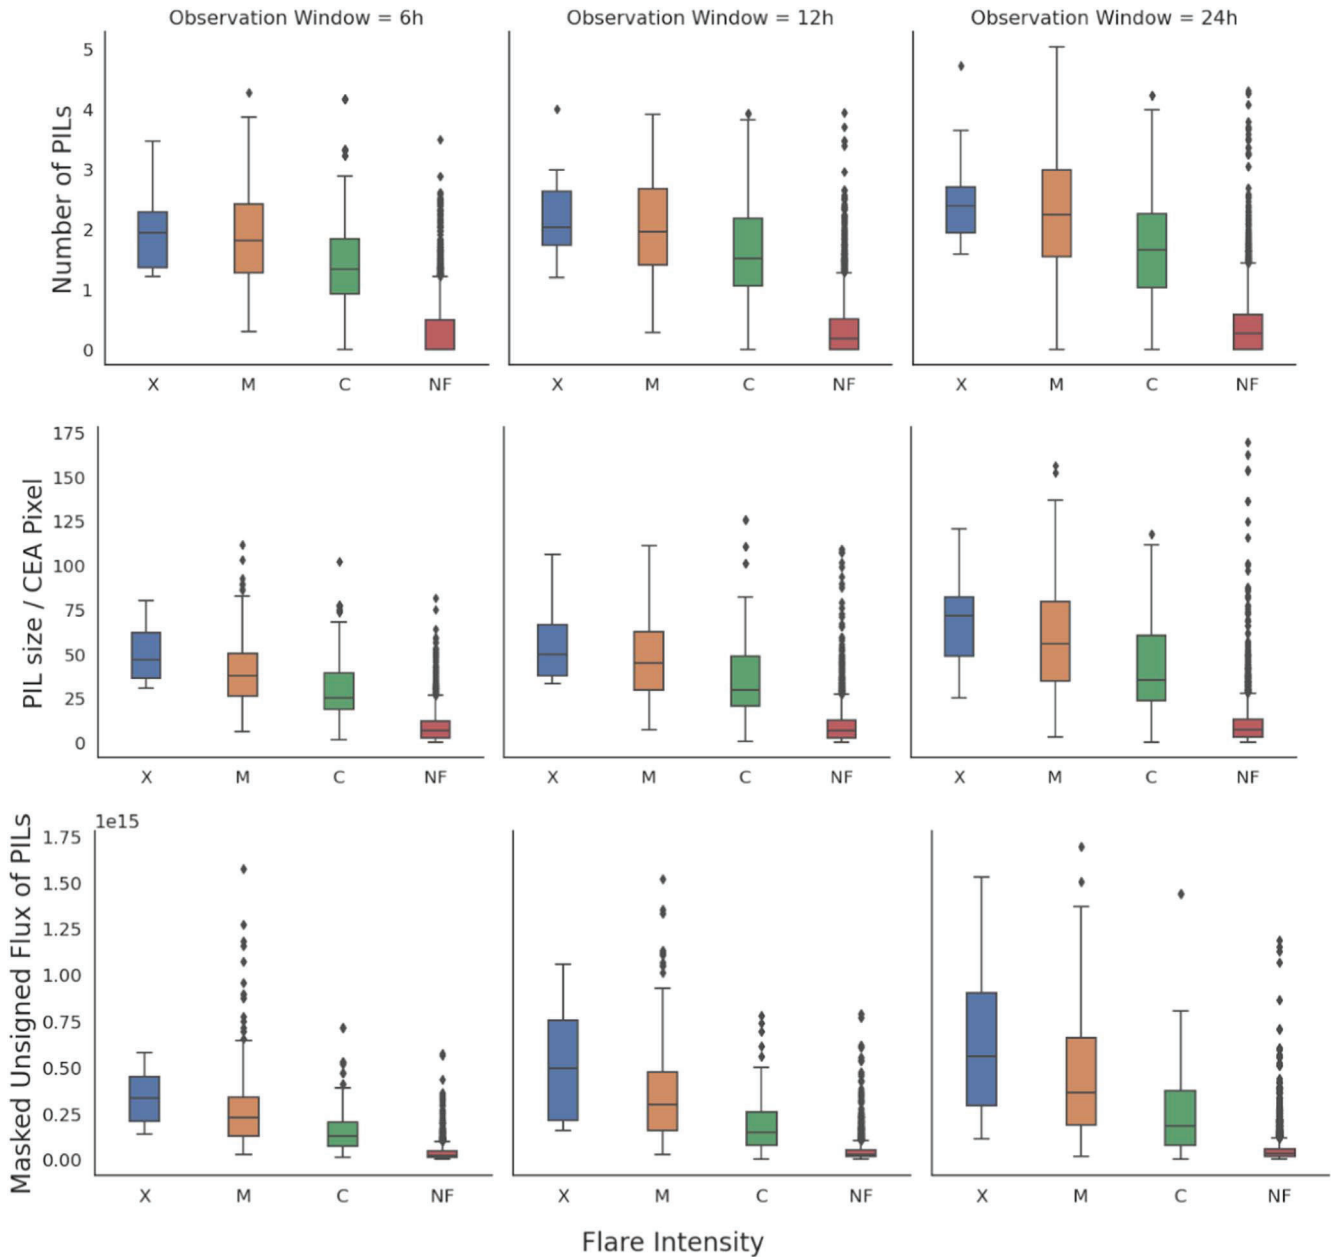 Observation Window = 6h
Observation Window = 12h
Observation Window = 24h
Number of PILs
5
4
3
2
1
0
X M C NF
X M C NF
X M C NF
PIL size / CEA Pixel
175
150
125
100
75
50
25
0
X M C NF
X M C NF
X M C NF
Masked Unsigned Flux of PILs
1e15
1.75
1.50
1.25
1.00
0.75
0.50
0.25
0.00
X M C NF
X M C NF
X M C NF
Flare Intensity